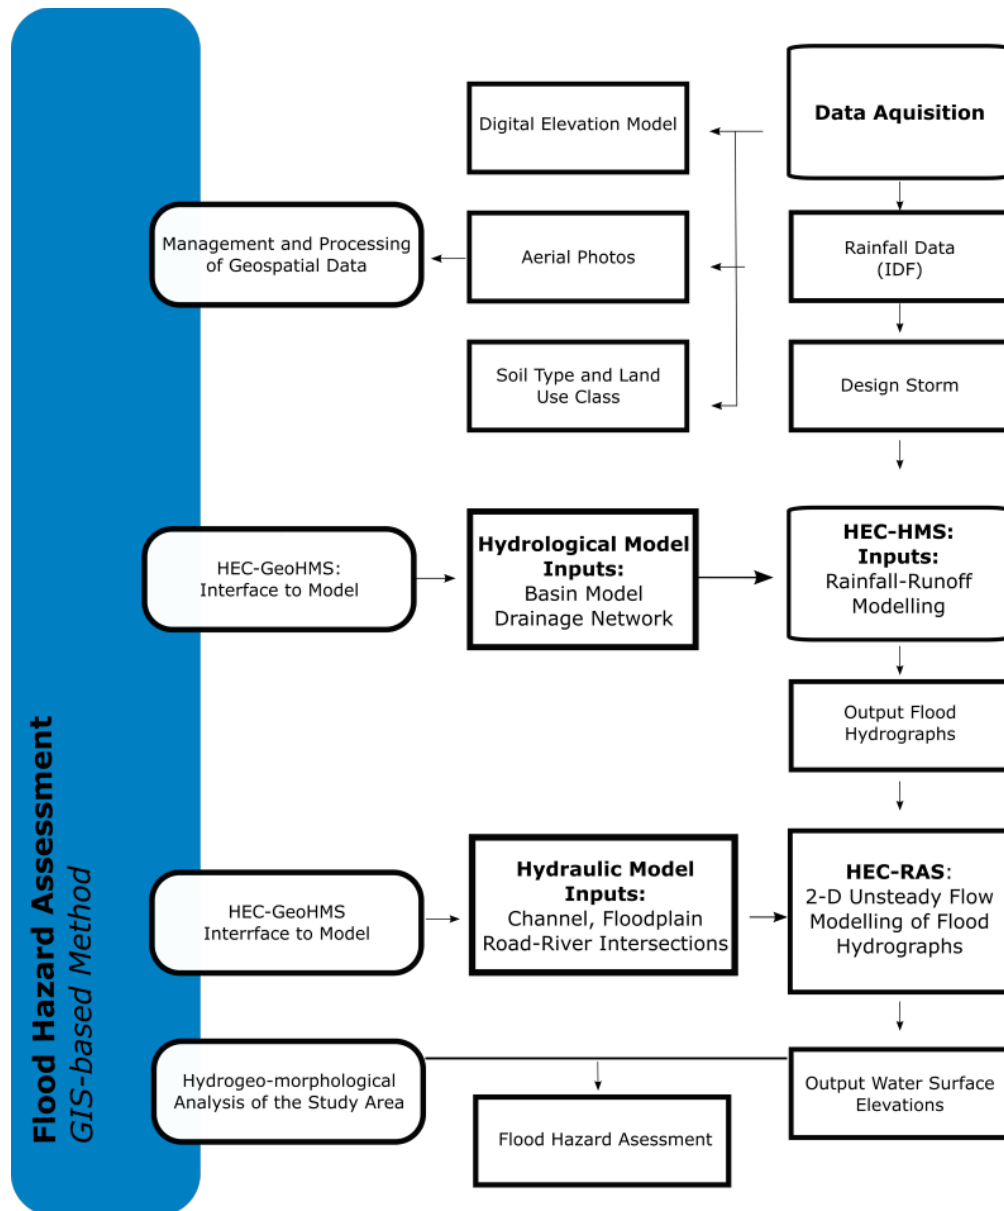 Flood Hazard Assessment
GIS-based Method
Data Aquisition
Digital Elevation Model
Management and Processing
of Geospatial Data
Aerial Photos
Rainfall Data
(IDF)
Soil Type and Land
Use Class
Design Storm
HEC-GeoHMS:
Interface to Model
Hydrological Model
Inputs:
Basin Model
Drainage Network
HEC-HMS:
Inputs:
Rainfall-Runoff
Modelling
Output Flood
Hydrographs
HEC-GeoHMS
Interrface to Model
Hydraulic Model
Inputs:
Channel, Floodplain
Road-River Intersections
HEC-RAS:
2-D Unsteady Flow
Modelling of Flood
Hydrographs
Hydrogeo-morphological
Analysis of the Study Area
Flood Hazard Asessment
Output Water Surface
Elevations